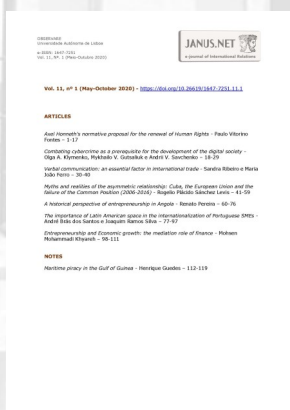 OBSERVARE
Universidade Autónoma de Lisboa
e-ISSN: 1647-7251
Vol. 11, Nº. 1 (May-October 2020)
JANUS.NET
e-journal of International Relations
Vol. 11, nº 1 (May-October 2020) - https://doi.org/10.26619/1647-7251.11.1
ARTICLES
Axel Honneth's normative proposal for the renewal of Human Rights - Paulo Vitorino
Fontes – 1-17
Combating cybercrime as a prerequisite for the development of the digital society -
Olga A. Klymenko, Mykhailo V. Gutsaliuk e Andrii V. Savchenko – 18-29
Verbal communication: an essential factor in international trade - Sandra Ribeiro e Maria
João Ferro – 30-40
Myths and realities of the asymmetric relationship: Cuba, the European Union and the
failure of the Common Position (2006-2016) - Rogelio Plácido Sánchez Levis – 41-59
A historical perspective of entrepreneurship in Angola - Renato Pereira – 60-76
The importance of Latin American space in the internationalization of Portuguese SMEs -
André Brás dos Santos e Joaquim Ramos Silva – 77-97
Entrepreneurship and Economic growth: the mediation role of finance - Mohsen
Mohammadi Khyareh – 98-111
NOTES
Maritime piracy in the Gulf of Guinea - Henrique Guedes – 112-119